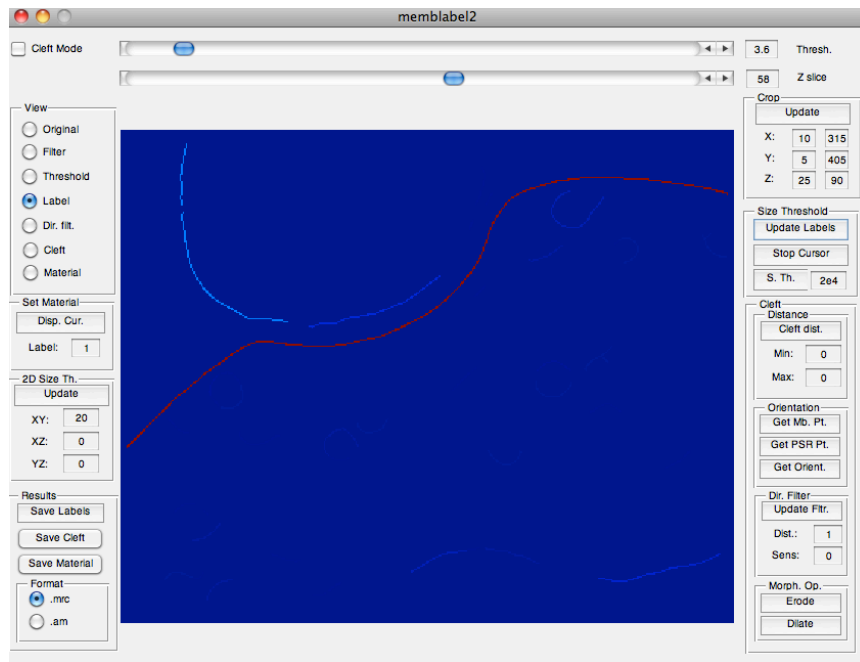 memblabel2
Cleft Mode
3.6 Thresh.
58 Z slice
View
Original
Filter
Threshold
Label
Dir. filt.
Cleft
Material
Set Material
Disp. Cur.
Label: 1
2D Size Th.
Update
XY: 20
XZ: 0
YZ: 0
Results
Save Labels
Save Cleft
Save Material
Format
.mrc
.am
Crop
Update
X: 10 315
Y: 5 405
Z: 25 90
Size Threshold
Update Labels
Stop Cursor
S. Th. 2e4
Cleft
Distance
Cleft dist.
Min: 0
Max: 0
Orientation
Get Mb. Pt.
Get PSR Pt.
Get Orient.
Dir. Filter
Update Fltr.
Dist.: 1
Sens: 0
Morph. Op.
Erode
Dilate